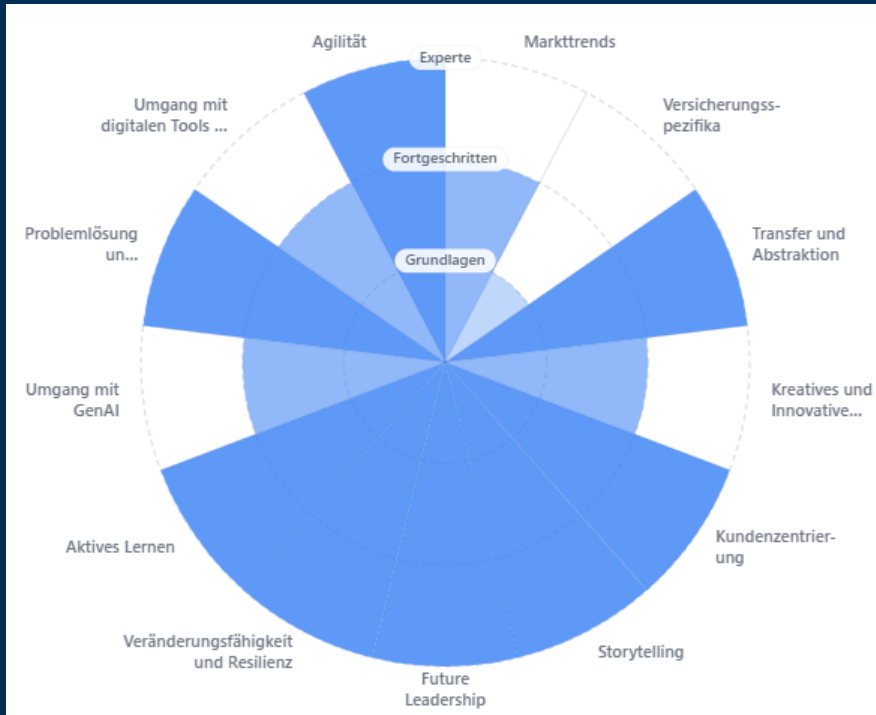 Agilität
Experte
Markttrends
Umgang mit
digitalen Tools ...
Versicherungss-
pezifika
Fortgeschritten
Problemlösung
un...
Grundlagen
Transfer und
Abstraktion
Umgang mit
GenAI
Kreatives und
Innovative...
Aktives Lernen
Kundenzentrier-
ung
Veränderungsfähigkeit
und Resilienz
Storytelling
Future
Leadership